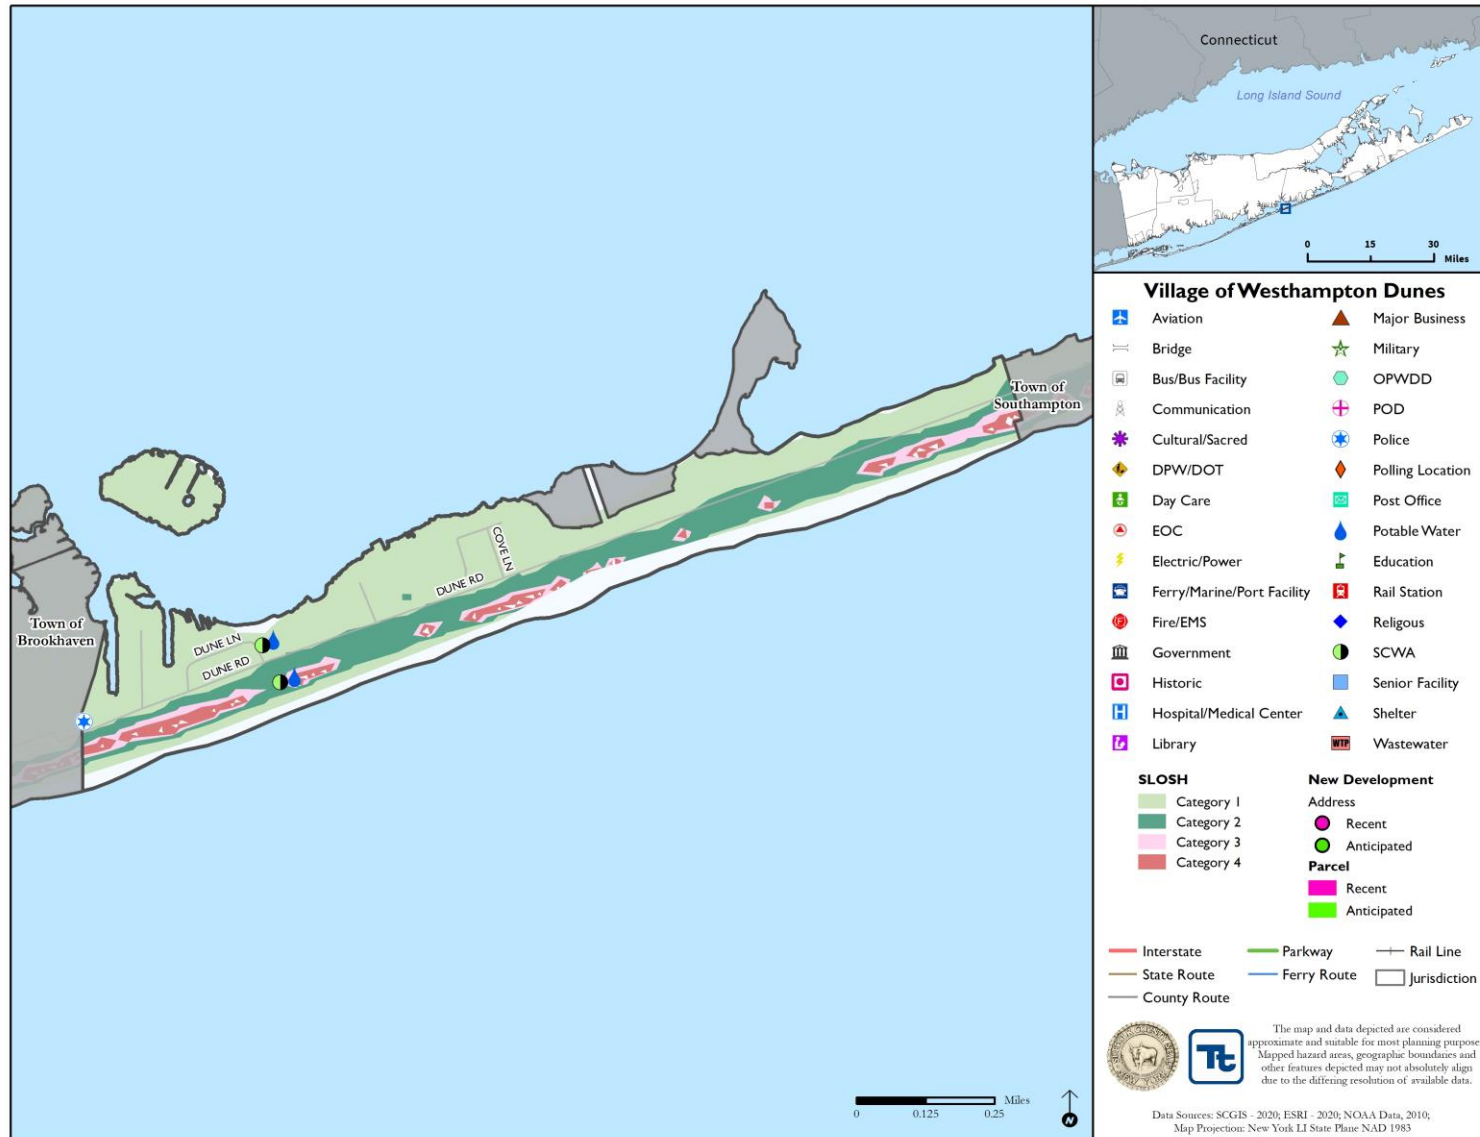 Connecticut
Long Island Sound
0 15 30
Miles
Town of
Southampton
COVE LN
DUNE RD
Town of
Brookhaven
DUNE LN
DUNE RD
Miles
0 0.125 0.25
N
Village of Westhampton Dunes
Aviation
Major Business
Bridge
Military
Bus/Bus Facility
OPWDD
Communication
POD
Cultural/Sacred
Police
DPW/DOT
Polling Location
Day Care
Post Office
EOC
Potable Water
Electric/Power
Education
Ferry/Marine/Port Facility
Rail Station
Fire/EMS
Religous
Government
SCWA
Historic
Senior Facility
Hospital/Medical Center
Shelter
Library
WTP Wastewater
SLOSH
Category 1
Category 2
Category 3
Category 4
New Development
Address
Recent
Anticipated
Parcel
Recent
Anticipated
Interstate
Parkway
Rail Line
State Route
Ferry Route
Jurisdiction
County Route
Tt
The map and data depicted are considered
approximate and suitable for most planning purpose
Mapped hazard areas, geographic boundaries and
other features depicted may not absolutely align
due to the differing resolution of available data.
Data Sources: SCGIS - 2020; ESRI - 2020; NOAA Data, 2010;
Map Projection: New York LI State Plane NAD 1983